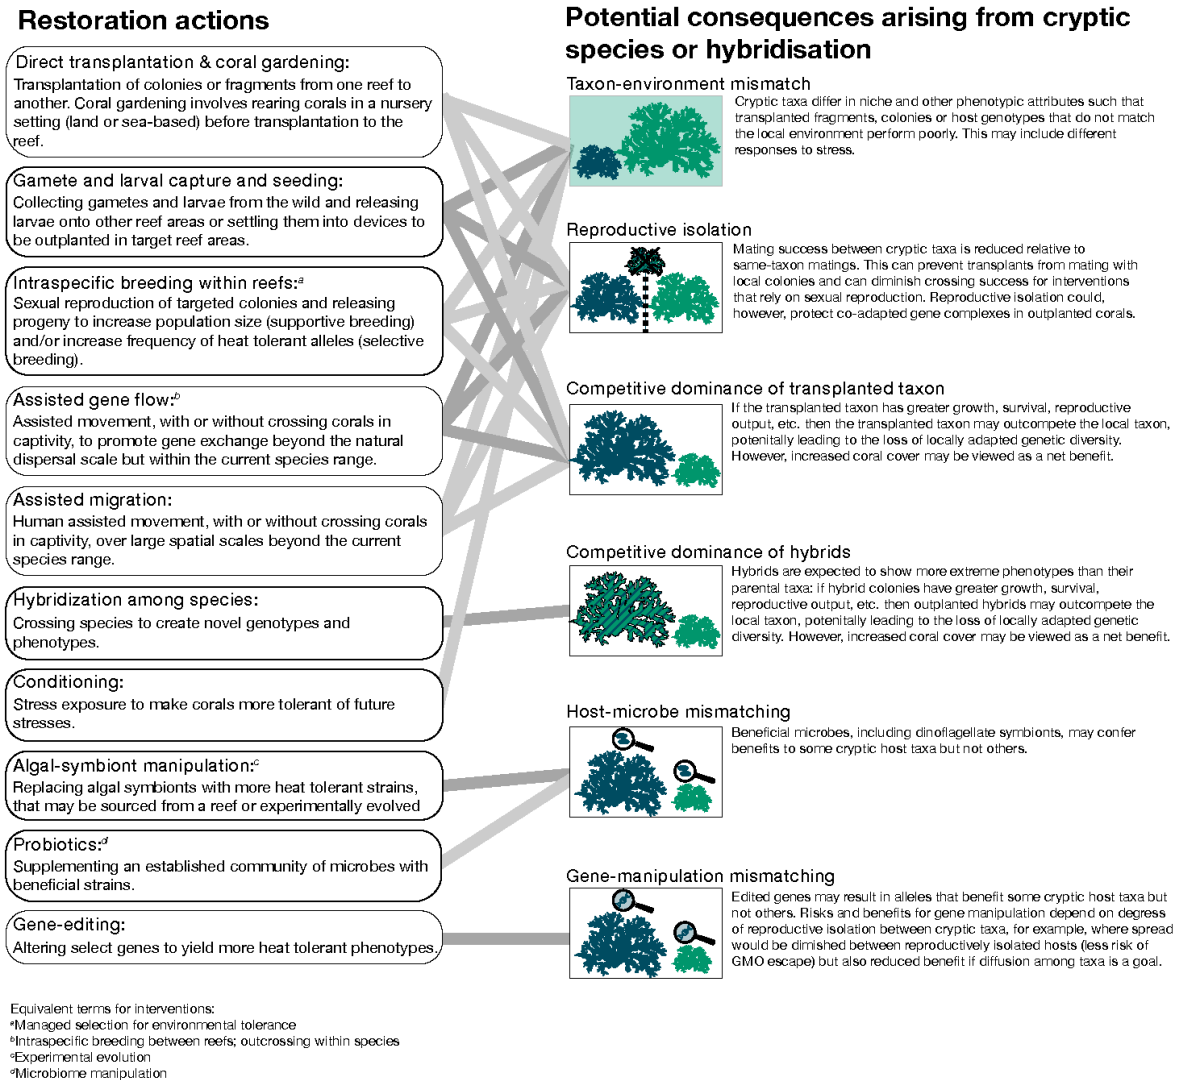 Restoration actions
Direct transplantation & coral gardening:
Transplantation of colonies or fragments from one reef to
another. Coral gardening involves rearing corals in a nursery
setting (land or sea-based) before transplantation to the
reef.
Gamete and larval capture and seeding:
Collecting gametes and larvae from the wild and releasing
larvae onto other reef areas or settling them into devices to
be outplanted in target reef areas.
Intraspecific breeding within reefs:ᵃ
Sexual reproduction of targeted colonies and releasing
progeny to increase population size (supportive breeding)
and/or increase frequency of heat tolerant alleles (selective
breeding).
Assisted gene flow:ᵇ
Assisted movement, with or without crossing corals in
captivity, to promote gene exchange beyond the natural
dispersal scale but within the current species range.
Assisted migration:
Human assisted movement, with or without crossing corals
in captivity, over large spatial scales beyond the current
species range.
Hybridization among species:
Crossing species to create novel genotypes and
phenotypes.
Conditioning:
Stress exposure to make corals more tolerant of future
stresses.
Algal-symbiont manipulation:ᶜ
Replacing algal symbionts with more heat tolerant strains,
that may be sourced from a reef or experimentally evolved
Probiotics:ᵈ
Supplementing an established community of microbes with
beneficial strains.
Gene-editing:
Altering select genes to yield more heat tolerant phenotypes.
Equivalent terms for interventions:
ᵃManaged selection for environmental tolerance
ᵇIntraspecific breeding between reefs; outcrossing within species
ᶜExperimental evolution
ᵈMicrobiome manipulation
Potential consequences arising from cryptic
species or hybridisation
Taxon-environment mismatch
Cryptic taxa differ in niche and other phenotypic attributes such that
transplanted fragments, colonies or host genotypes that do not match
the local environment perform poorly. This may include different
responses to stress.
Reproductive isolation
Mating success between cryptic taxa is reduced relative to
same-taxon matings. This can prevent transplants from mating with
local colonies and can diminish crossing success for interventions
that rely on sexual reproduction. Reproductive isolation could,
however, protect co-adapted gene complexes in outplanted corals.
Competitive dominance of transplanted taxon
If the transplanted taxon has greater growth, survival, reproductive
output, etc. then the transplanted taxon may outcompete the local taxon,
potenitally leading to the loss of locally adapted genetic diversity.
However, increased coral cover may be viewed as a net benefit.
Competitive dominance of hybrids
Hybrids are expected to show more extreme phenotypes than their
parental taxa: if hybrid colonies have greater growth, survival,
reproductive output, etc. then outplanted hybrids may outcompete the
local taxon, potenitally leading to the loss of locally adapted genetic
diversity. However, increased coral cover may be viewed as a net benefit.
Host-microbe mismatching
Beneficial microbes, including dinoflagellate symbionts, may confer
benefits to some cryptic host taxa but not others.
Gene-manipulation mismatching
Edited genes may result in alleles that benefit some cryptic host taxa but
not others. Risks and benefits for gene manipulation depend on degress
of reproductive isolation between cryptic taxa, for example, where spread
would be dimished between reproductively isolated hosts (less risk of
GMO escape) but also reduced benefit if diffusion among taxa is a goal.